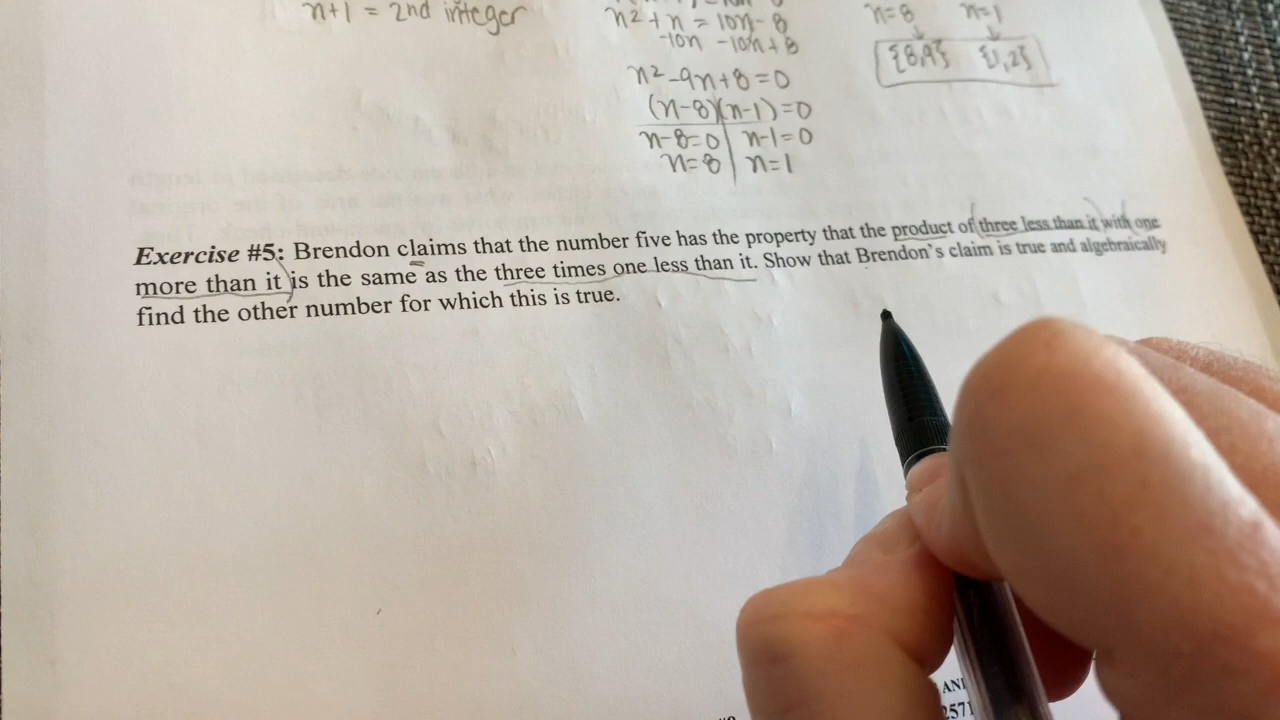 n+1 = 2nd integer
n² + n = 10n - 8
-10n -10n + 8
n² - 9n + 8 = 0
(n-8)(n-1) = 0
n-8=0 n-1=0
n=8 n=1
n=8 n=1
{8,9} {1,2}
Exercise #5: Brendon claims that the number five has the property that the product of three less than it with one
more than it is the same as the three times one less than it. Show that Brendon's claim is true and algebraically
find the other number for which this is true.
2571